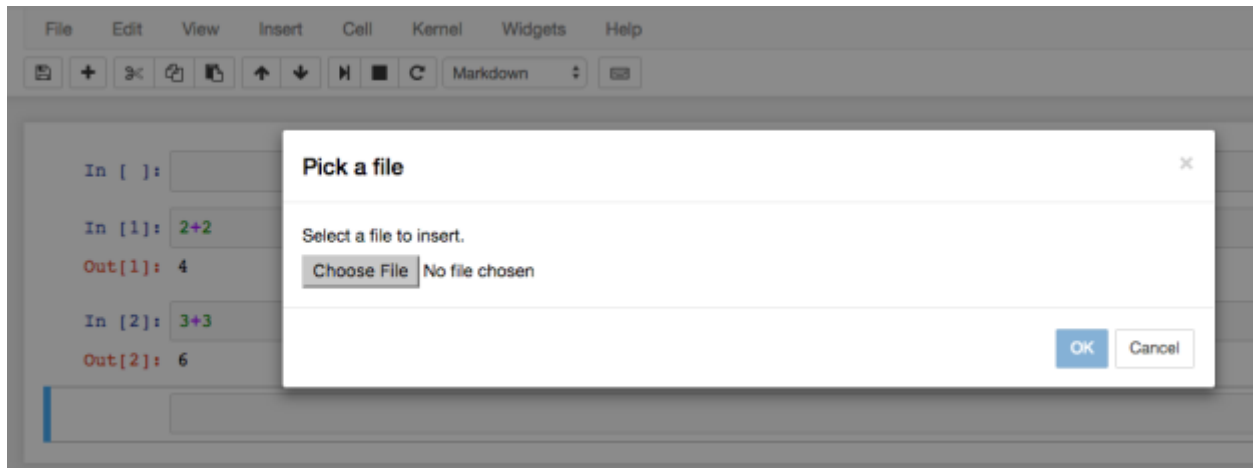 File Edit View Insert Cell Kernel Widgets Help
Markdown
In [ ]:
Pick a file
×
In [1]: 2+2
Select a file to insert.
Out[1]: 4
Choose File No file chosen
In [2]: 3+3
OK Cancel
Out[2]: 6